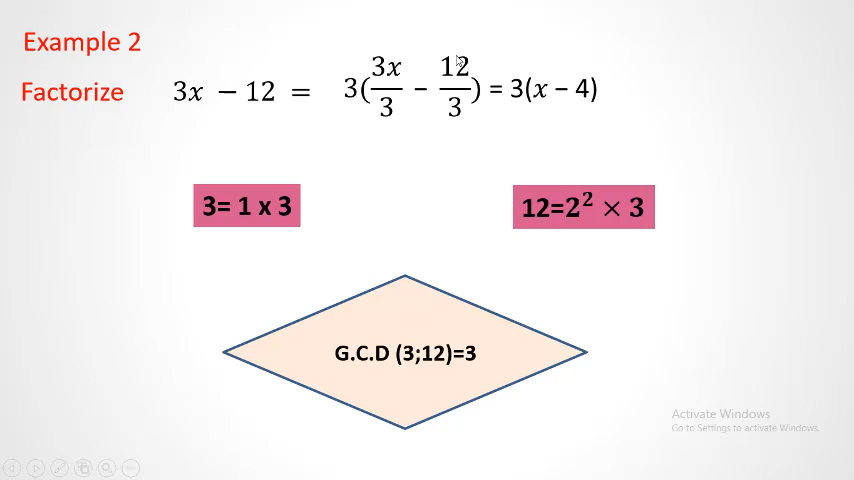 Example 2
Factorize 3x − 12 = 3(3x/3 − 12/3) = 3(x − 4)
3= 1 x 3
12=2² × 3
G.C.D (3;12)=3
Activate Windows
Go to Settings to activate Windows.